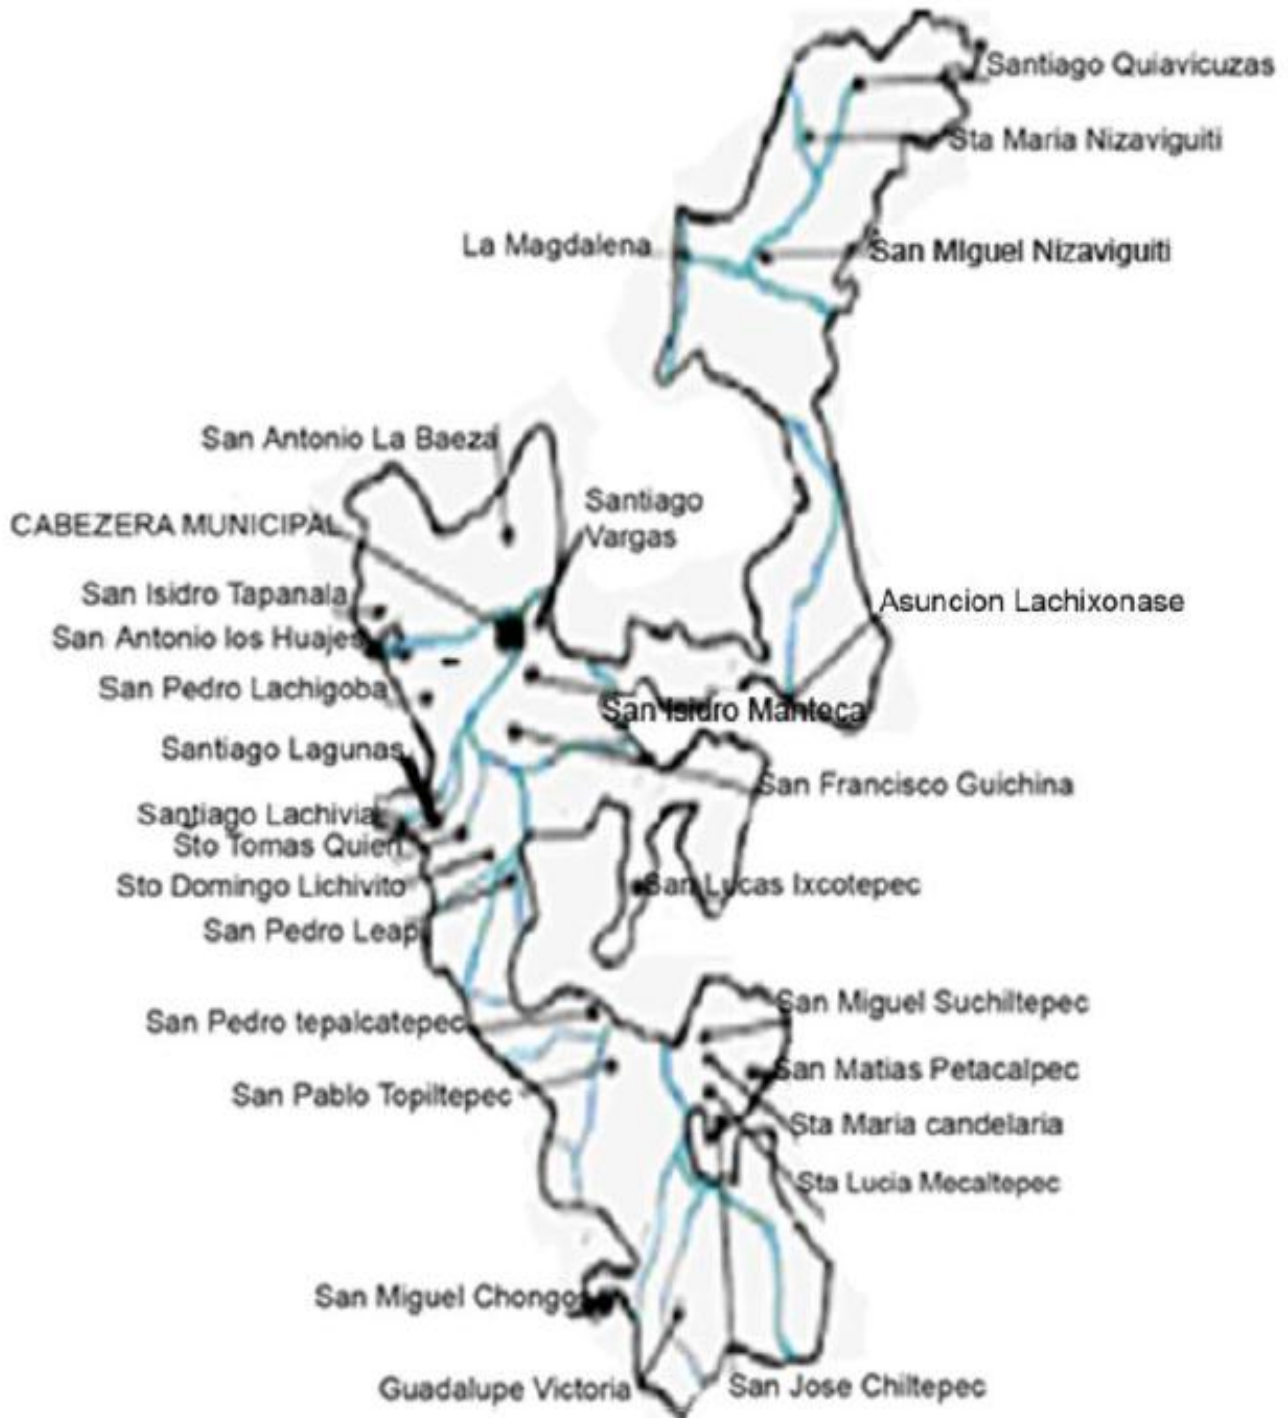 Santiago Quiavicuzas
Sta Maria Nizaviguiti
La Magdalena
San MIguel Nizaviguiti
San Antonio La Baeza
Santiago
Vargas
CABEZERA MUNICIPAL
San Isidro Tapanala
Asuncion Lachixonase
San Antonio los Huajes
San Pedro Lachigoba
San Isidro Manteca
Santiago Lagunas
San Francisco Guichina
Santiago Lachivia
Sto Tomas Quieri
Sto Domingo Lichivito
San Lucas Ixcotepec
San Pedro Leap
San Miguel Suchiltepec
San Pedro tepalcatepec
San Matias Petacalpec
San Pablo Topiltepec
Sta Maria candelaria
Sta Lucia Mecaltepec
San Miguel Chongo
Guadalupe Victoria
San Jose Chiltepec